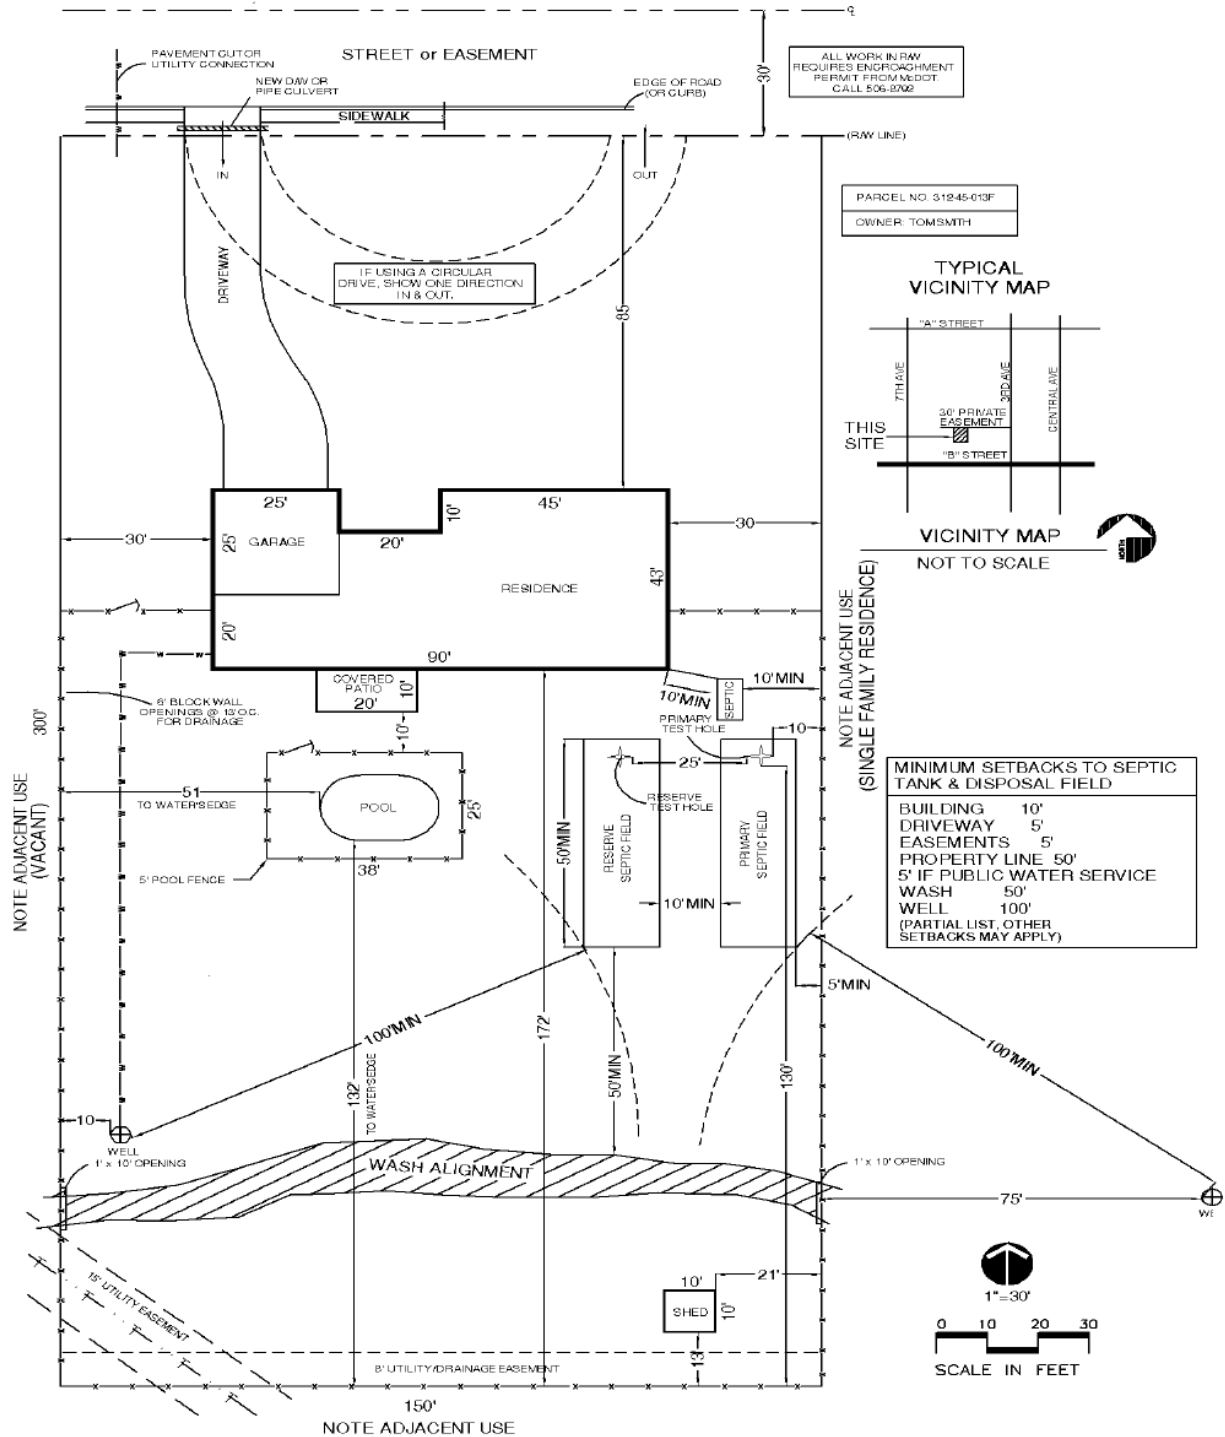 ℄
PAVEMENT CUT OR
UTILITY CONNECTION
STREET or EASEMENT
NEW D/W OR
PIPE CULVERT
EDGE OF ROAD
(OR CURB)
30'
ALL WORK IN R/W
REQUIRES ENCROACHMENT
PERMIT FROM McDOT.
CALL 506-8792
SIDEWALK
(R/W LINE)
IN
OUT
PARCEL NO. 312-45-013F
OWNER: TOM SMITH
DRIVEWAY
IF USING A CIRCULAR
DRIVE, SHOW ONE DIRECTION
IN & OUT.
85'
TYPICAL
VICINITY MAP
"A" STREET
7TH AVE
3RD AVE
CENTRAL AVE
30' PRIVATE
EASEMENT
THIS
SITE
"B" STREET
VICINITY MAP
NOT TO SCALE
NORTH
25'
10'
45'
30'
25'
GARAGE
20'
30
RESIDENCE
43'
20'
90'
COVERED
PATIO
20'
10'
10'
10'MIN
SEPTIC
10'MIN
PRIMARY
TEST HOLE
10
NOTE ADJACENT USE
(SINGLE FAMILY RESIDENCE)
6' BLOCK WALL
OPENINGS @ 13' O.C.
FOR DRAINAGE
300'
NOTE ADJACENT USE
(VACANT)
51
TO WATER'S EDGE
POOL
25'
38'
5' POOL FENCE
25'
RESERVE
TEST HOLE
50'MIN
RESERVE
SEPTIC FIELD
PRIMARY
SEPTIC FIELD
10'MIN
MINIMUM SETBACKS TO SEPTIC
TANK & DISPOSAL FIELD
BUILDING 10'
DRIVEWAY 5'
EASEMENTS 5'
PROPERTY LINE 50'
5' IF PUBLIC WATER SERVICE
WASH 50'
WELL 100'
(PARTIAL LIST, OTHER
SETBACKS MAY APPLY)
5'MIN
100'MIN
172'
132'
TO WATER'S EDGE
50'MIN
130'
100'MIN
10
WELL
1' x 10' OPENING
WASH ALIGNMENT
1' x 10' OPENING
75'
WE
15' UTILITY EASEMENT
T
T
T
T
T
T
10'
21'
SHED
10'
13'
1"=30'
0 10 20 30
SCALE IN FEET
8' UTILITY/DRAINAGE EASEMENT
150'
NOTE ADJACENT USE